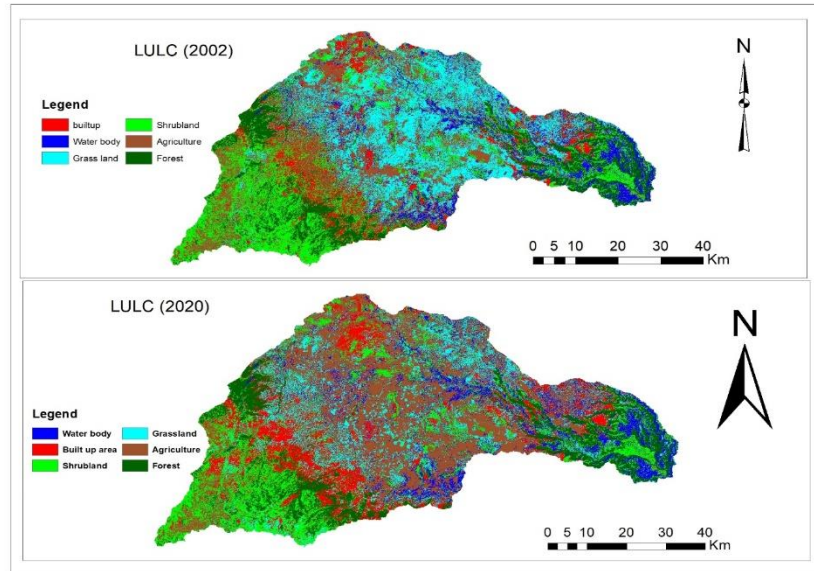 LULC (2002)
N
Legend
builtup
Shrubland
Water body
Agriculture
Grass land
Forest
0 5 10 20 30 40
Km
LULC (2020)
N
Legend
Water body
Grassland
Built up area
Agriculture
Shrubland
Forest
0 5 10 20 30 40
Km